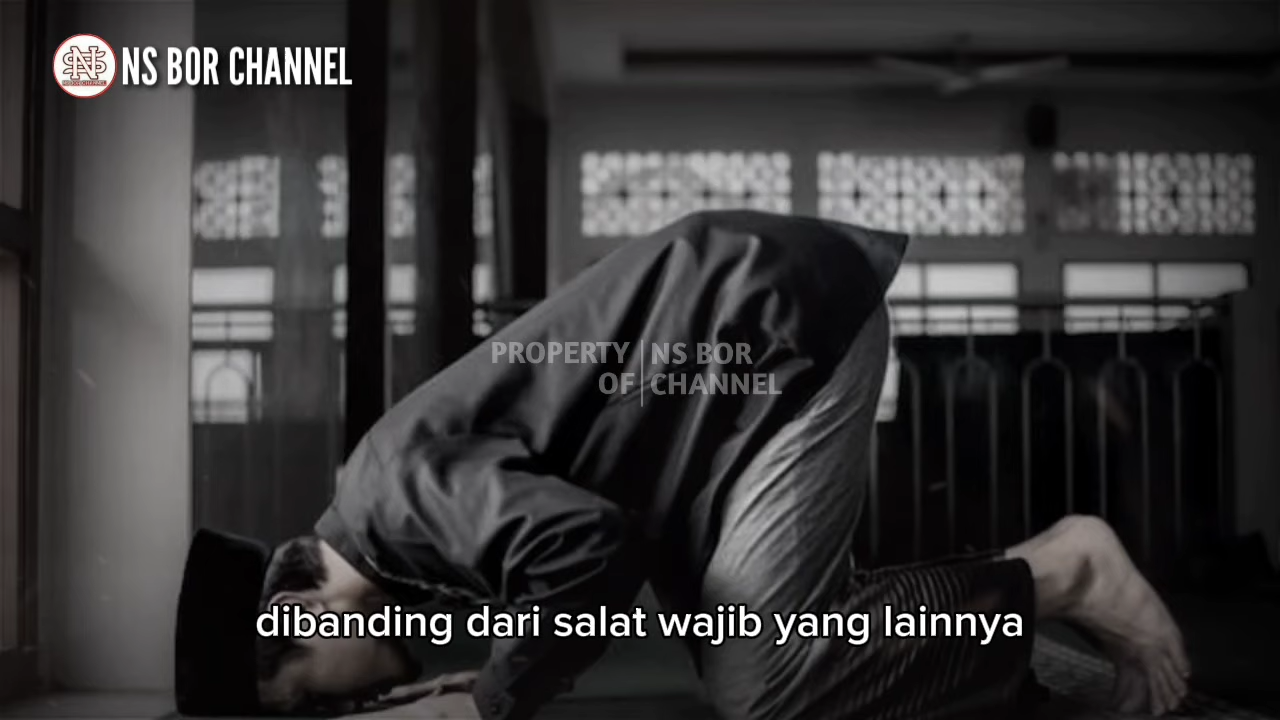 NS BOR CHANNEL
PROPERTY OF
NS BOR CHANNEL
dibanding dari salat wajib yang lainnya